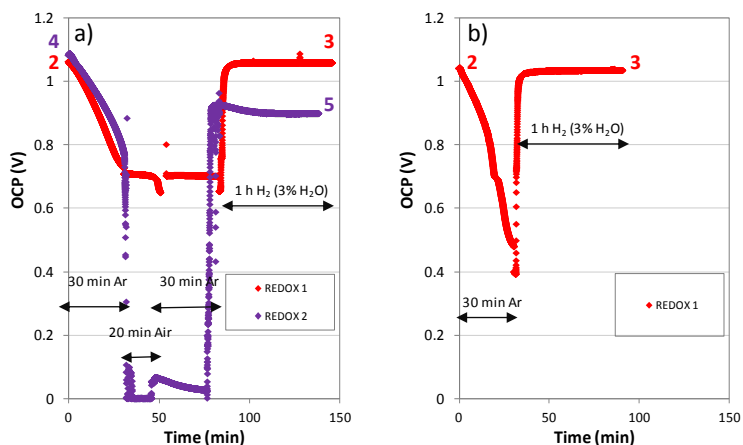 a)
1.2
1
0.8
0.6
0.4
0.2
0
OCP (V)
4
2
3
5
1 h H₂ (3% H₂O)
30 min Ar
30 min Ar
20 min Air
REDOX 1
REDOX 2
0
50
100
150
Time (min)
b)
1.2
1
0.8
0.6
0.4
0.2
0
OCP (V)
2
3
1 h H₂ (3% H₂O)
30 min Ar
REDOX 1
0
50
100
150
Time (min)